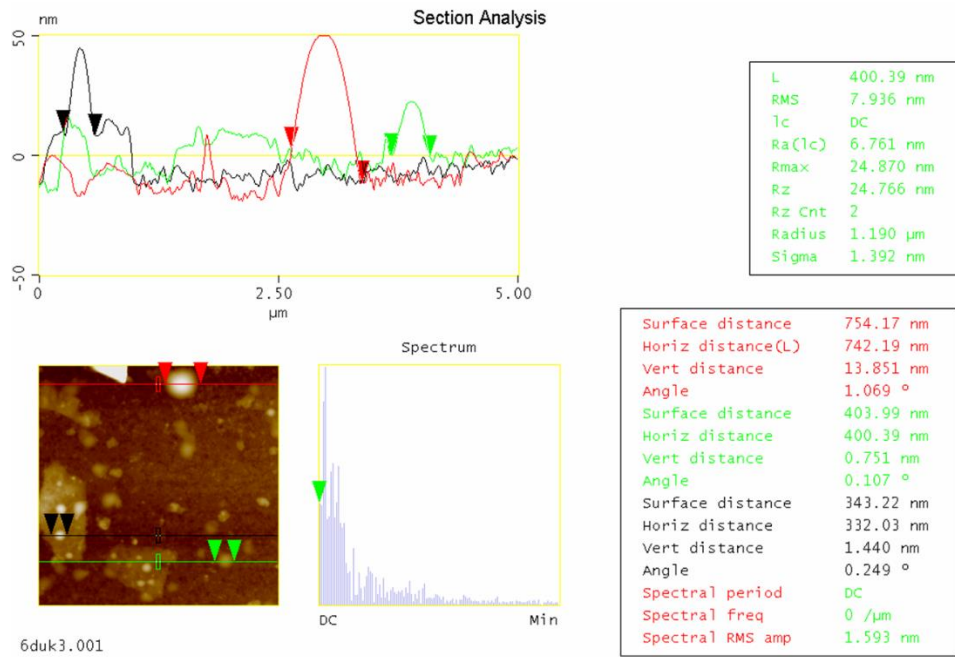 Section Analysis
nm
50
0
-50
0 2.50 5.00
µm
L 400.39 nm
RMS 7.936 nm
lc DC
Ra(lc) 6.761 nm
Rmax 24.870 nm
Rz 24.766 nm
Rz Cnt 2
Radius 1.190 µm
Sigma 1.392 nm
Surface distance 754.17 nm
Horiz distance(L) 742.19 nm
Vert distance 13.851 nm
Angle 1.069 º
Surface distance 403.99 nm
Horiz distance 400.39 nm
Vert distance 0.751 nm
Angle 0.107 º
Surface distance 343.22 nm
Horiz distance 332.03 nm
Vert distance 1.440 nm
Angle 0.249 º
Spectral period DC
Spectral freq 0 /µm
Spectral RMS amp 1.593 nm
Spectrum
DC Min
6duk3.001